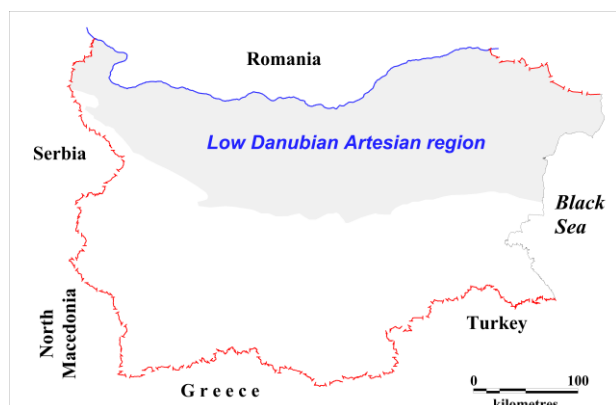 Romania
Low Danubian Artesian region
Serbia
Black
Sea
North
Macedonia
Turkey
Greece
0 100
kilometres